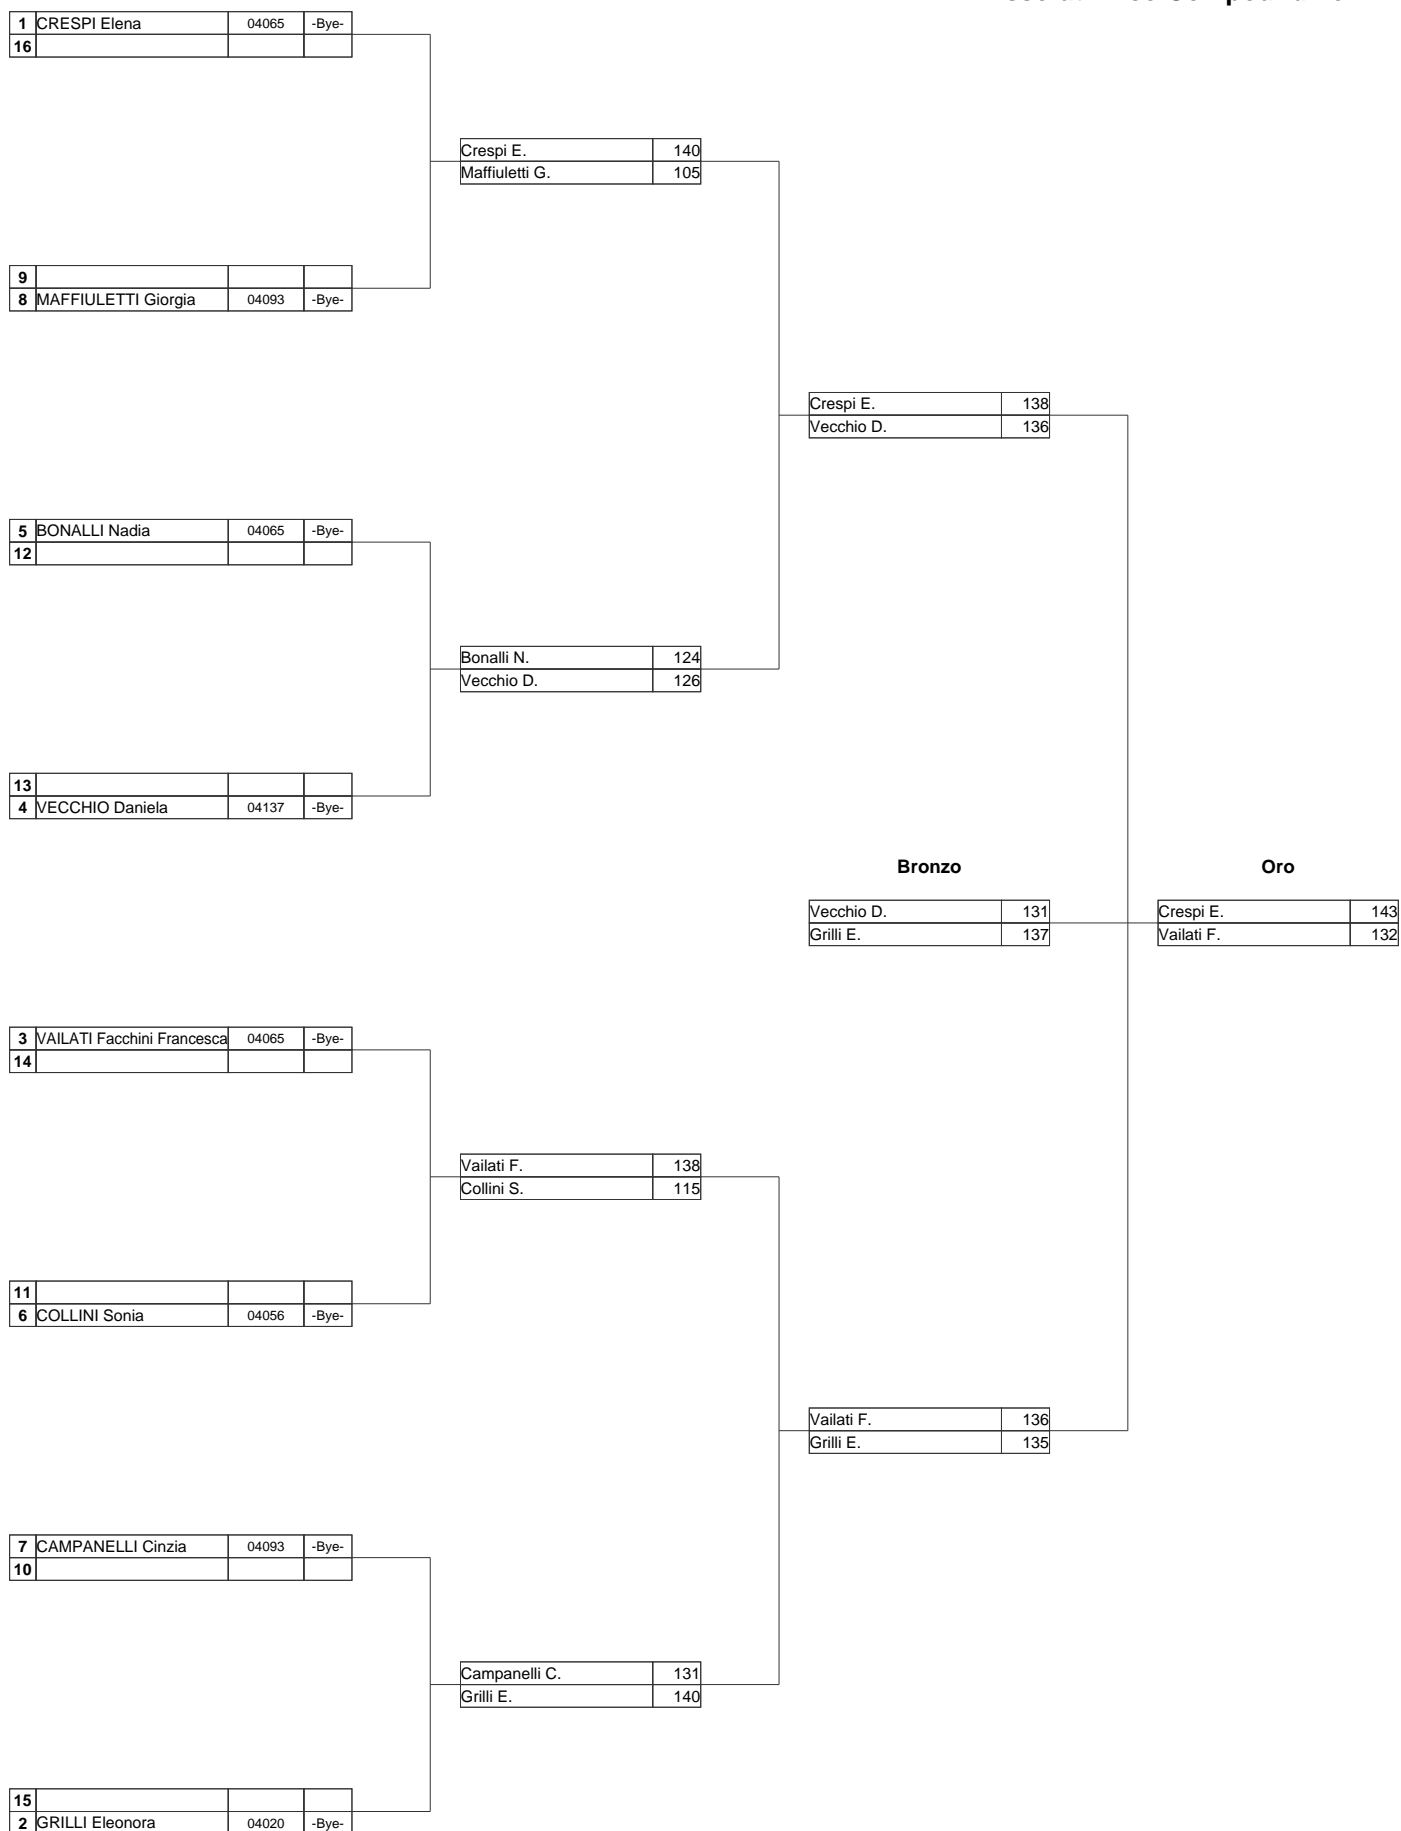 1 CRESPI Elena 04065 -Bye-
16
Crespi E. 140
Maffiuletti G. 105
9
8 MAFFIULETTI Giorgia 04093 -Bye-
Crespi E. 138
Vecchio D. 136
5 BONALLI Nadia 04065 -Bye-
12
Bonalli N. 124
Vecchio D. 126
13
4 VECCHIO Daniela 04137 -Bye-
Bronzo Oro
Vecchio D. 131 Crespi E. 143
Grilli E. 137 Vailati F. 132
3 VAILATI Facchini Francesca 04065 -Bye-
14
Vailati F. 138
Collini S. 115
11
6 COLLINI Sonia 04056 -Bye-
Vailati F. 136
Grilli E. 135
7 CAMPANELLI Cinzia 04093 -Bye-
10
Campanelli C. 131
Grilli E. 140
15
2 GRILLI Eleonora 04020 -Bye-